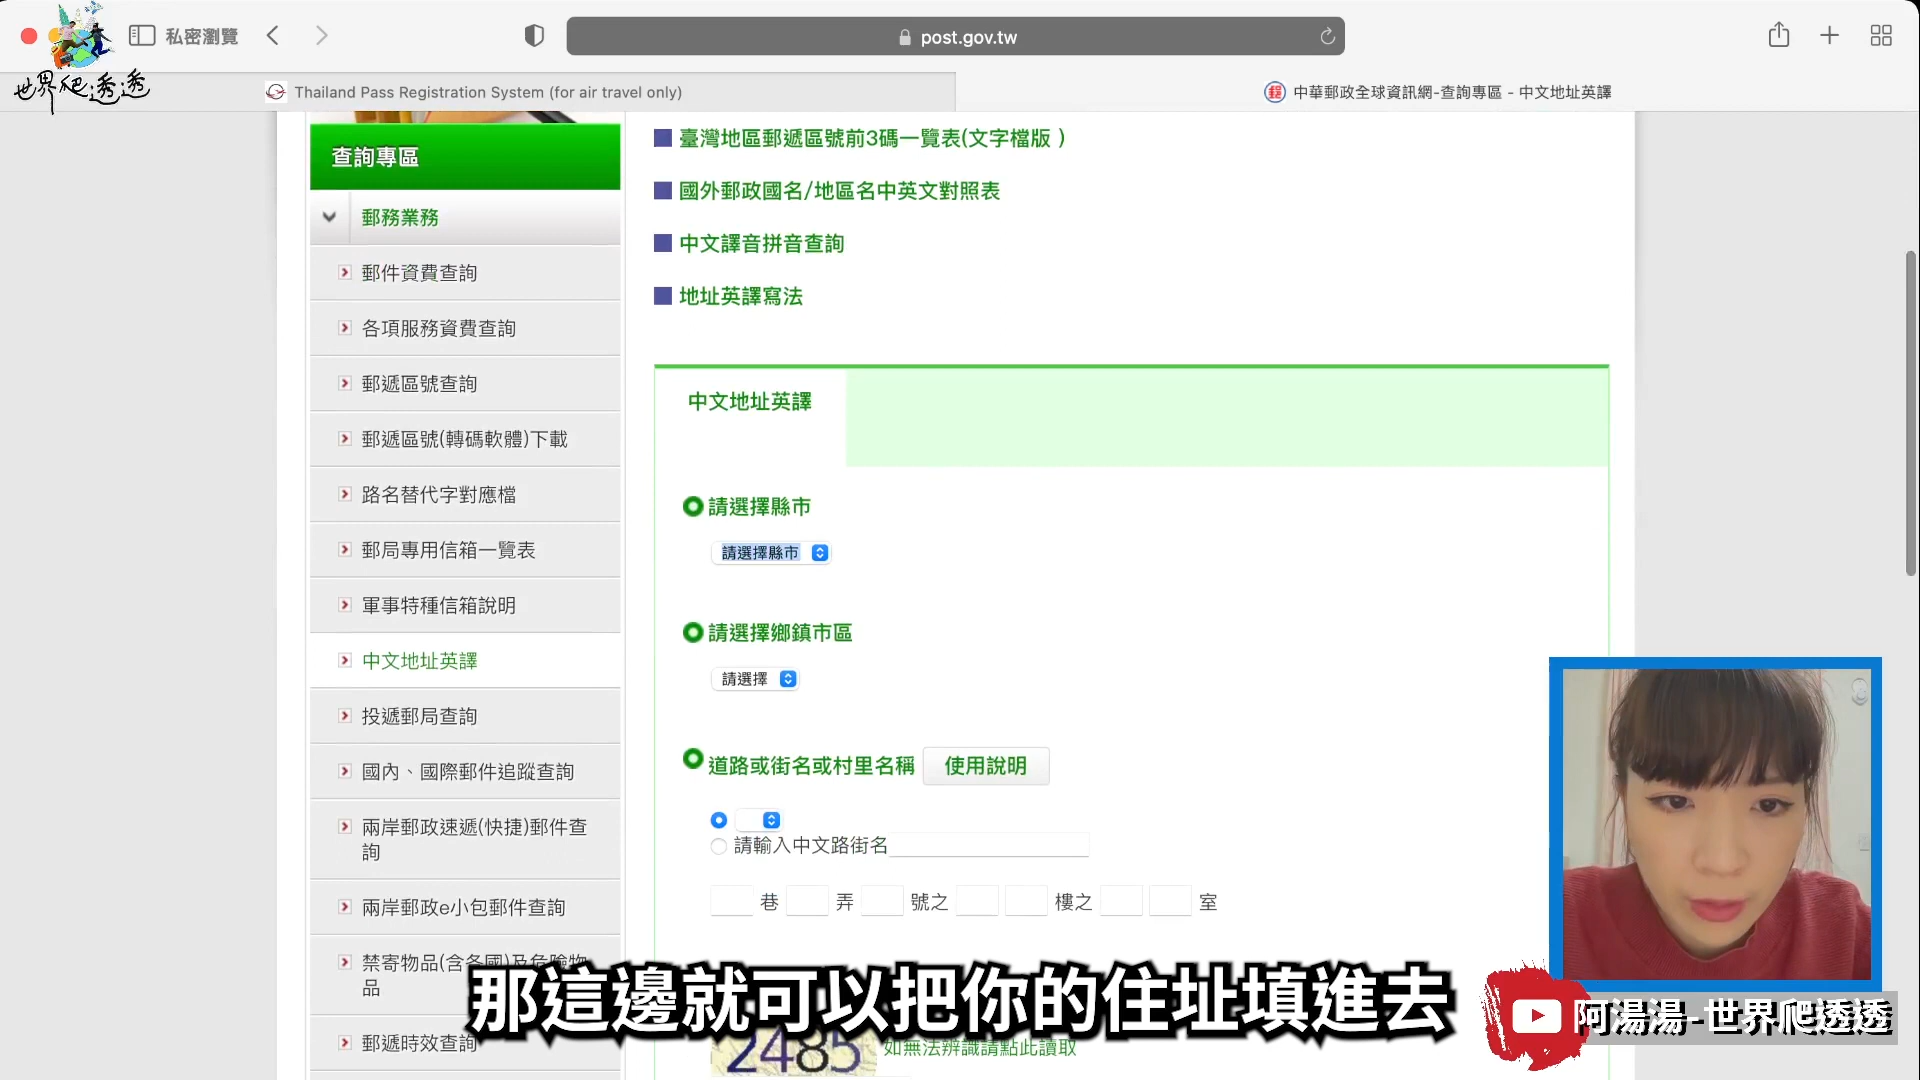 私密瀏覽
post.gov.tw
世界爬透透
Thailand Pass Registration System (for air travel only)
中華郵政全球資訊網-查詢專區 - 中文地址英譯
查詢專區
郵務業務
郵件資費查詢
各項服務資費查詢
郵遞區號查詢
郵遞區號(轉碼軟體)下載
路名替代字對應檔
郵局專用信箱一覽表
軍事特種信箱說明
中文地址英譯
投遞郵局查詢
國內、國際郵件追蹤查詢
兩岸郵政速遞(快捷)郵件查
詢
兩岸郵政e小包郵件查詢
禁寄物品(含各國)及危險物
品
郵遞時效查詢
臺灣地區郵遞區號前3碼一覽表(文字檔版 )
國外郵政國名/地區名中英文對照表
中文譯音拼音查詢
地址英譯寫法
中文地址英譯
請選擇縣市
請選擇縣市
請選擇鄉鎮市區
請選擇
道路或街名或村里名稱 使用說明
請輸入中文路街名
巷 弄 號之 樓之 室
那這邊就可以把你的住址填進去
2485 如無法辨識請點此讀取
阿湯湯-世界爬透透